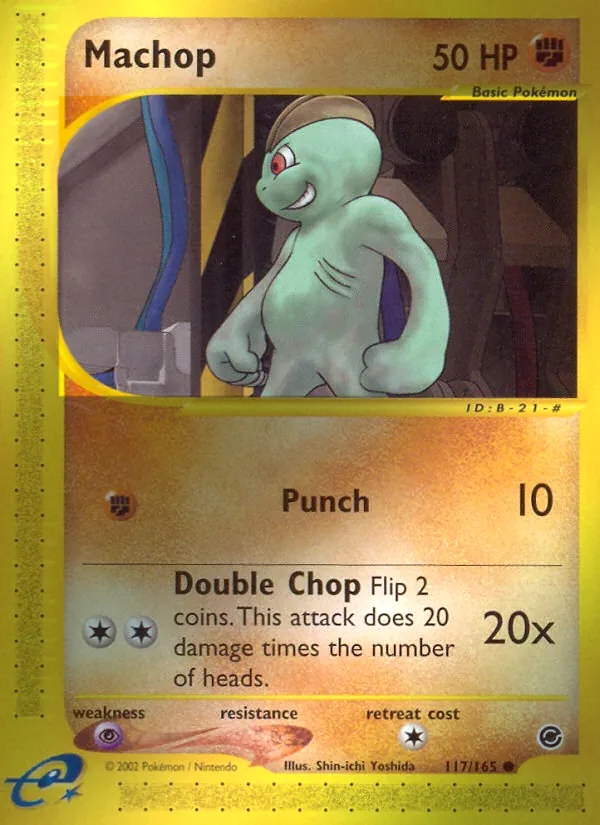 Machop
50 HP
Basic Pokémon
ID:B-21-#
Punch
10
Double Chop Flip 2
coins. This attack does 20
damage times the number
of heads.
20x
weakness
resistance
retreat cost
© 2002 Pokémon / Nintendo
Illus. Shin-ichi Yoshida
117/165
e